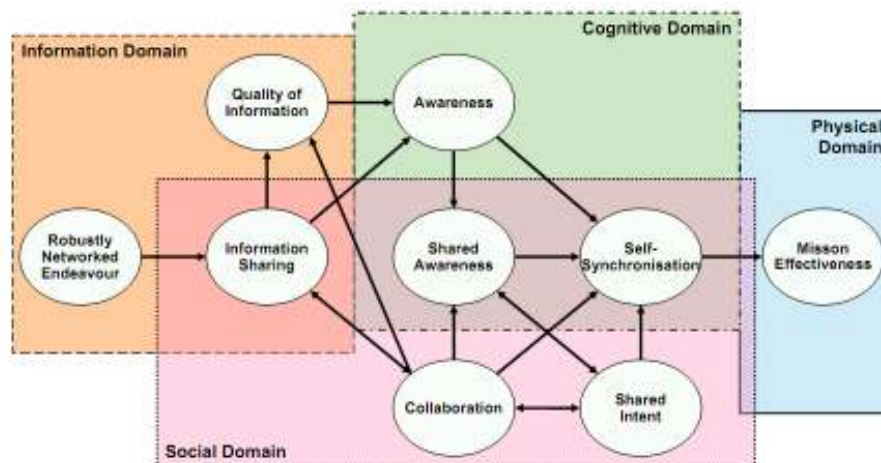 Information Domain
Cognitive Domain
Quality of
Information
Awareness
Physical
Domain
Robustly
Networked
Endeavour
Information
Sharing
Shared
Awareness
Self-
Synchronisation
Misson
Effectiveness
Collaboration
Shared
Intent
Social Domain